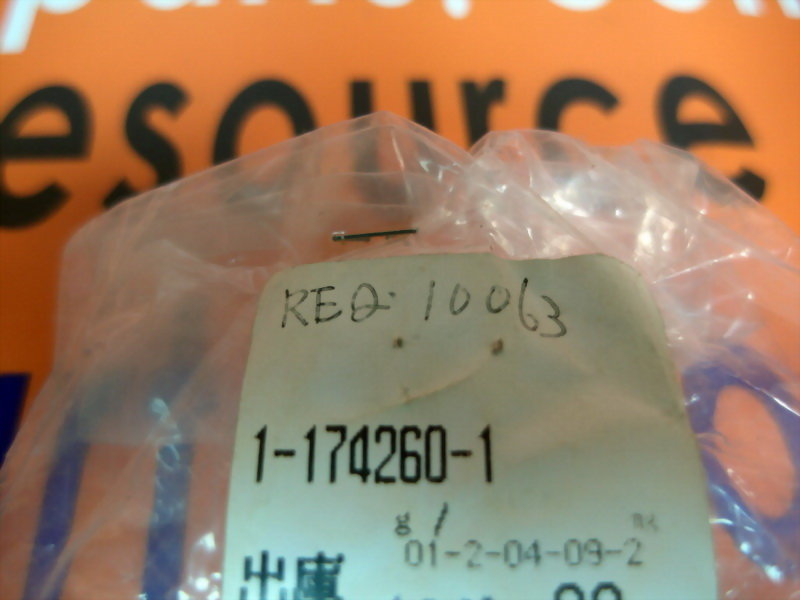 esource
REQ. 10063
1-174260-1
g /
01-2-04-09-2
出庫